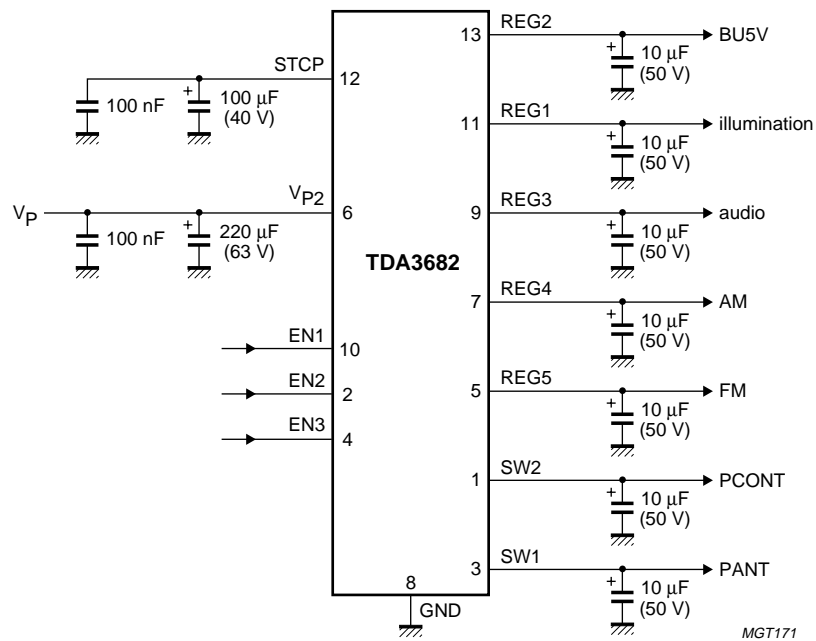 13 REG2 BU5V
+ 10 μF
(50 V)
STCP
12
100 nF
+ 100 μF
(40 V)
11 REG1 illumination
+ 10 μF
(50 V)
VP
VP2
6
100 nF
+ 220 μF
(63 V)
9 REG3 audio
+ 10 μF
(50 V)
TDA3682
7 REG4 AM
+ 10 μF
(50 V)
EN1
10
EN2
2
EN3
4
5 REG5 FM
+ 10 μF
(50 V)
1 SW2 PCONT
+ 10 μF
(50 V)
3 SW1 PANT
+ 10 μF
(50 V)
8
GND
MGT171